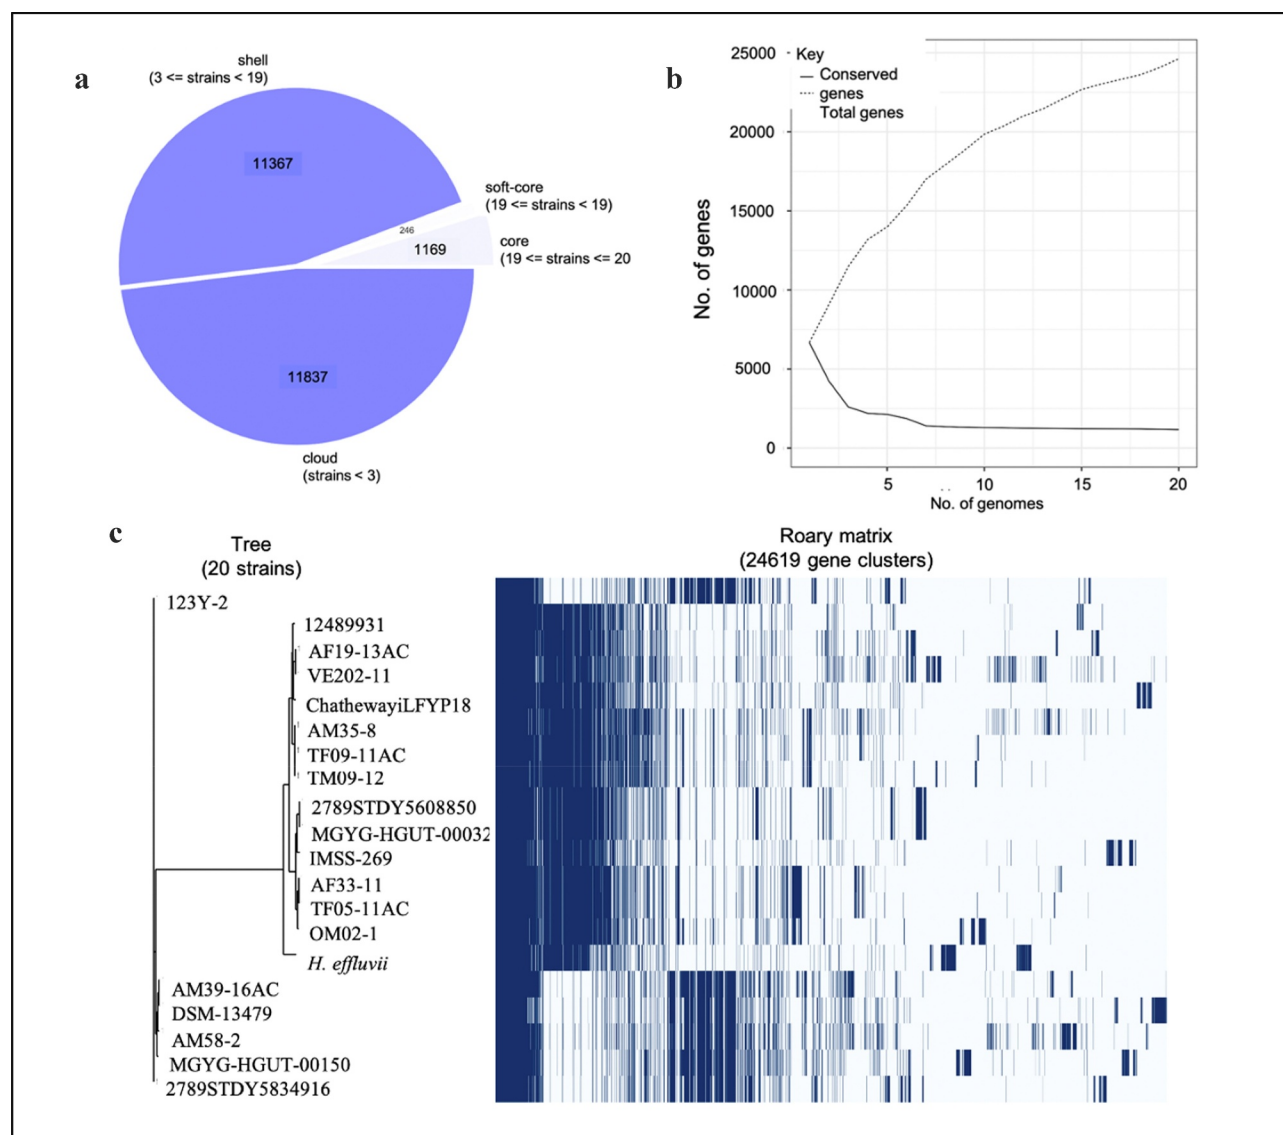 a
shell
(3 <= strains < 19)
11367
soft-core
(19 <= strains < 19)
246
1169
core
(19 <= strains <= 20
11837
cloud
(strains < 3)
b
Key
Conserved
genes
Total genes
No. of genes
25000
20000
15000
10000
5000
0
5
10
15
20
No. of genomes
c
Tree
(20 strains)
Roary matrix
(24619 gene clusters)
123Y-2
12489931
AF19-13AC
VE202-11
ChathewayiLFYP18
AM35-8
TF09-11AC
TM09-12
2789STDY5608850
MGYG-HGUT-00032
IMSS-269
AF33-11
TF05-11AC
OM02-1
H. effluvii
AM39-16AC
DSM-13479
AM58-2
MGYG-HGUT-00150
2789STDY5834916